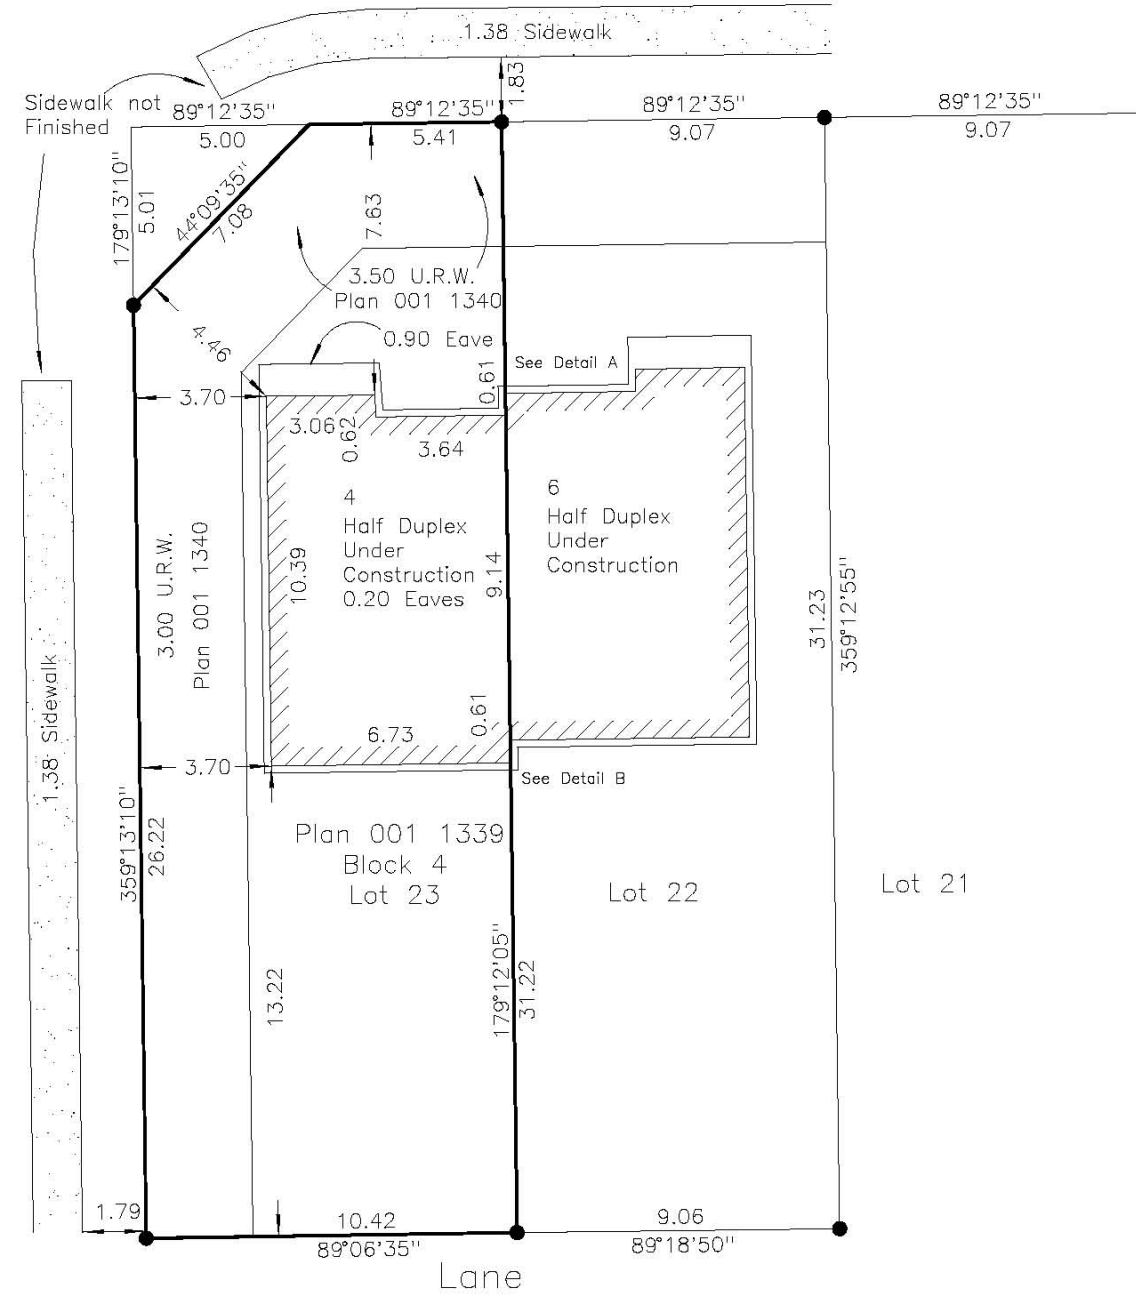 1.38 Sidewalk
1.83
Sidewalk not
Finished
89°12'35"
5.00
89°12'35"
5.41
89°12'35"
9.07
89°12'35"
9.07
179°13'10"
5.01
44°09'35"
7.08
7.63
3.50 U.R.W.
Plan 001 1340
4.46
0.90 Eave
See Detail A
0.61
3.70
3.06
0.62
3.64
4
Half Duplex
Under
Construction
0.20 Eaves
6
Half Duplex
Under
Construction
10.39
9.14
3.00 U.R.W.
Plan 001 1340
31.23
359°12'55"
1.38 Sidewalk
0.61
6.73
3.70
See Detail B
359°13'10"
26.22
Plan 001 1339
Block 4
Lot 23
Lot 22
Lot 21
13.22
179°12'05"
31.22
1.79
10.42
89°06'35"
9.06
89°18'50"
Lane